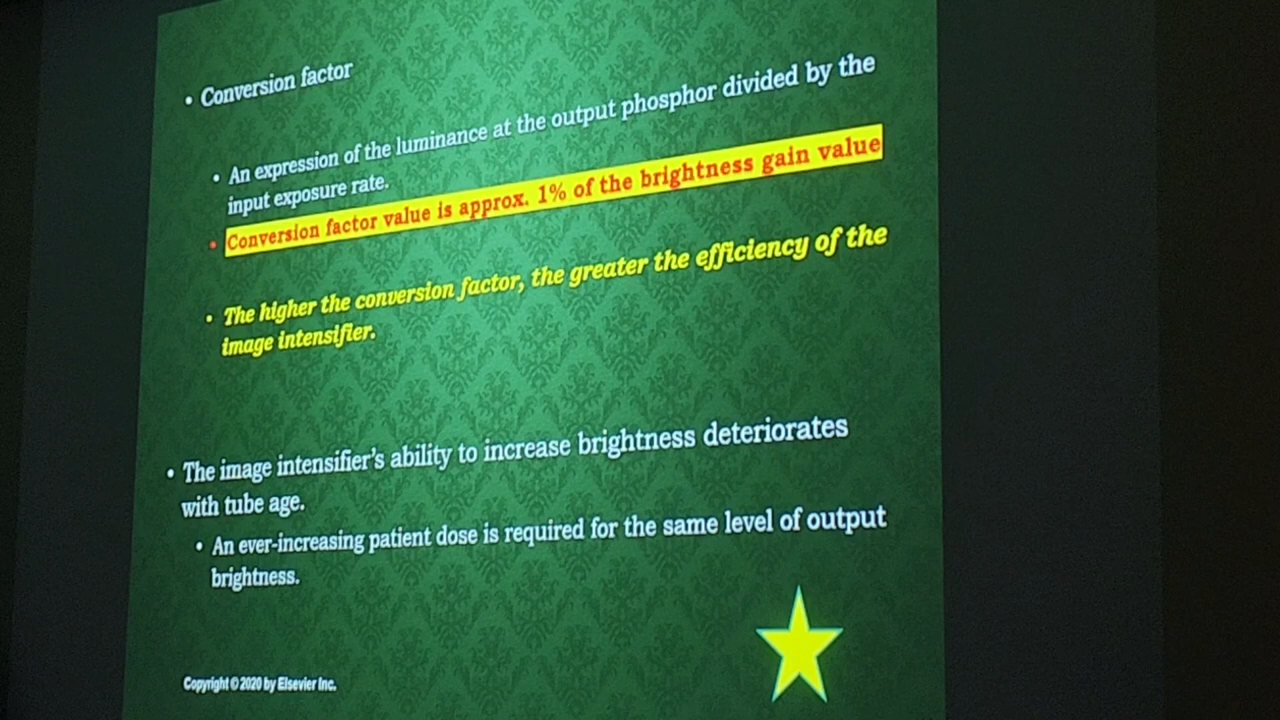 • Conversion factor
• An expression of the luminance at the output phosphor divided by the
input exposure rate.
• Conversion factor value is approx. 1% of the brightness gain value
• The higher the conversion factor, the greater the efficiency of the
image intensifier.
• The image intensifier's ability to increase brightness deteriorates
with tube age.
• An ever-increasing patient dose is required for the same level of output
brightness.
Copyright © 2020 by Elsevier Inc.